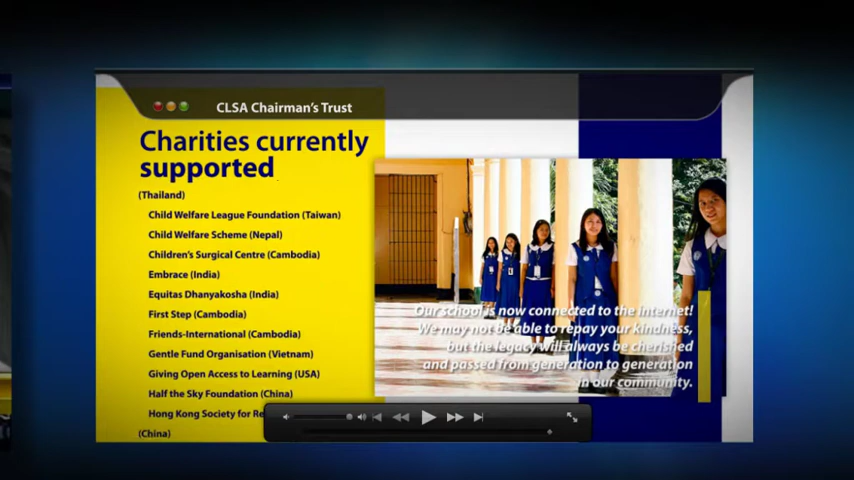 CLSA Chairman's Trust
Charities currently
supported
(Thailand)
Child Welfare League Foundation (Taiwan)
Child Welfare Scheme (Nepal)
Children's Surgical Centre (Cambodia)
Embrace (India)
Equitas Dhanyakosha (India)
First Step (Cambodia)
Friends-International (Cambodia)
Gentle Fund Organisation (Vietnam)
Giving Open Access to Learning (USA)
Half the Sky Foundation (China)
Hong Kong Society for
(China)
Our school is now connected to the internet!
We may not be able to repay your kindness,
but the legacy will always be cherished
and passed from generation to generation
in our community.